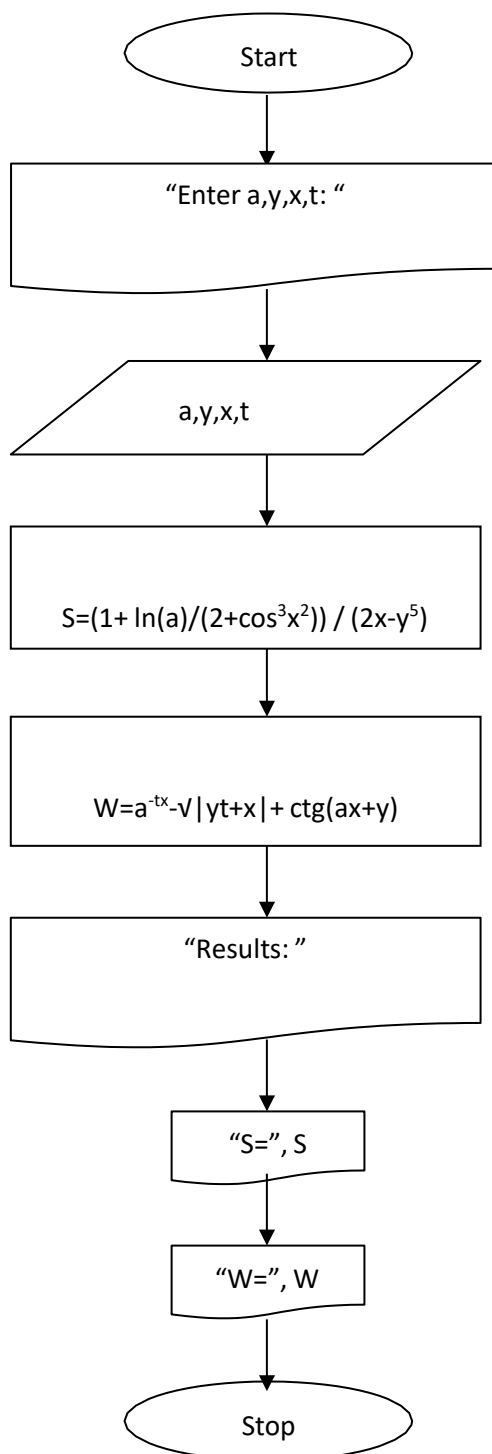 Start
“Enter a,y,x,t: “
a,y,x,t
S=(1+ ln(a)/(2+cos³x²)) / (2x-y⁵)
W=a⁻ᵗˣ-√|yt+x|+ ctg(ax+y)
“Results: ”
“S=”, S
“W=”, W
Stop